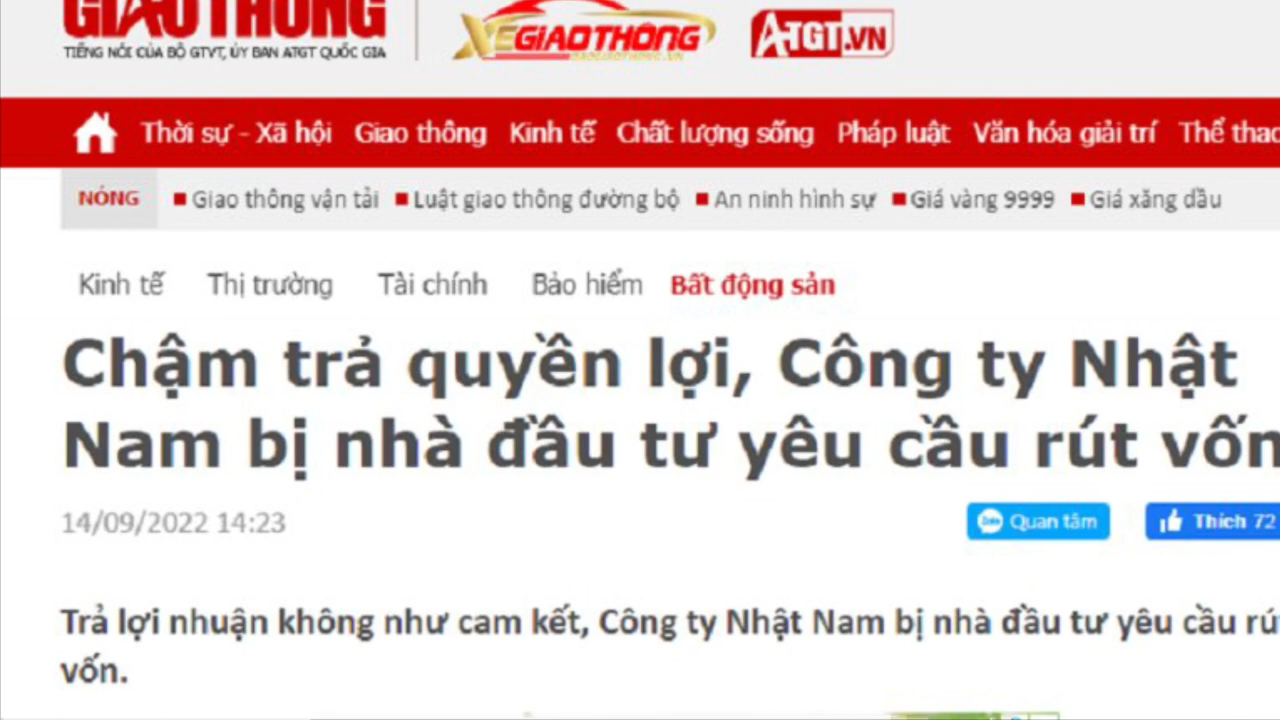 GIAO THÔNG
TIẾNG NÓI CỦA BỘ GTVT, ỦY BAN ATGT QUỐC GIA
XEGIAOTHÔNG
ATGT.VN
Thời sự - Xã hội Giao thông Kinh tế Chất lượng sống Pháp luật Văn hóa giải trí Thể thao
NÓNG Giao thông vận tải Luật giao thông đường bộ An ninh hình sự Giá vàng 9999 Giá xăng dầu
Kinh tế Thị trường Tài chính Bảo hiểm Bất động sản
Chậm trả quyền lợi, Công ty Nhật
Nam bị nhà đầu tư yêu cầu rút vốn
14/09/2022 14:23 Quan tâm Thích 72
Trả lợi nhuận không như cam kết, Công ty Nhật Nam bị nhà đầu tư yêu cầu rú
vốn.